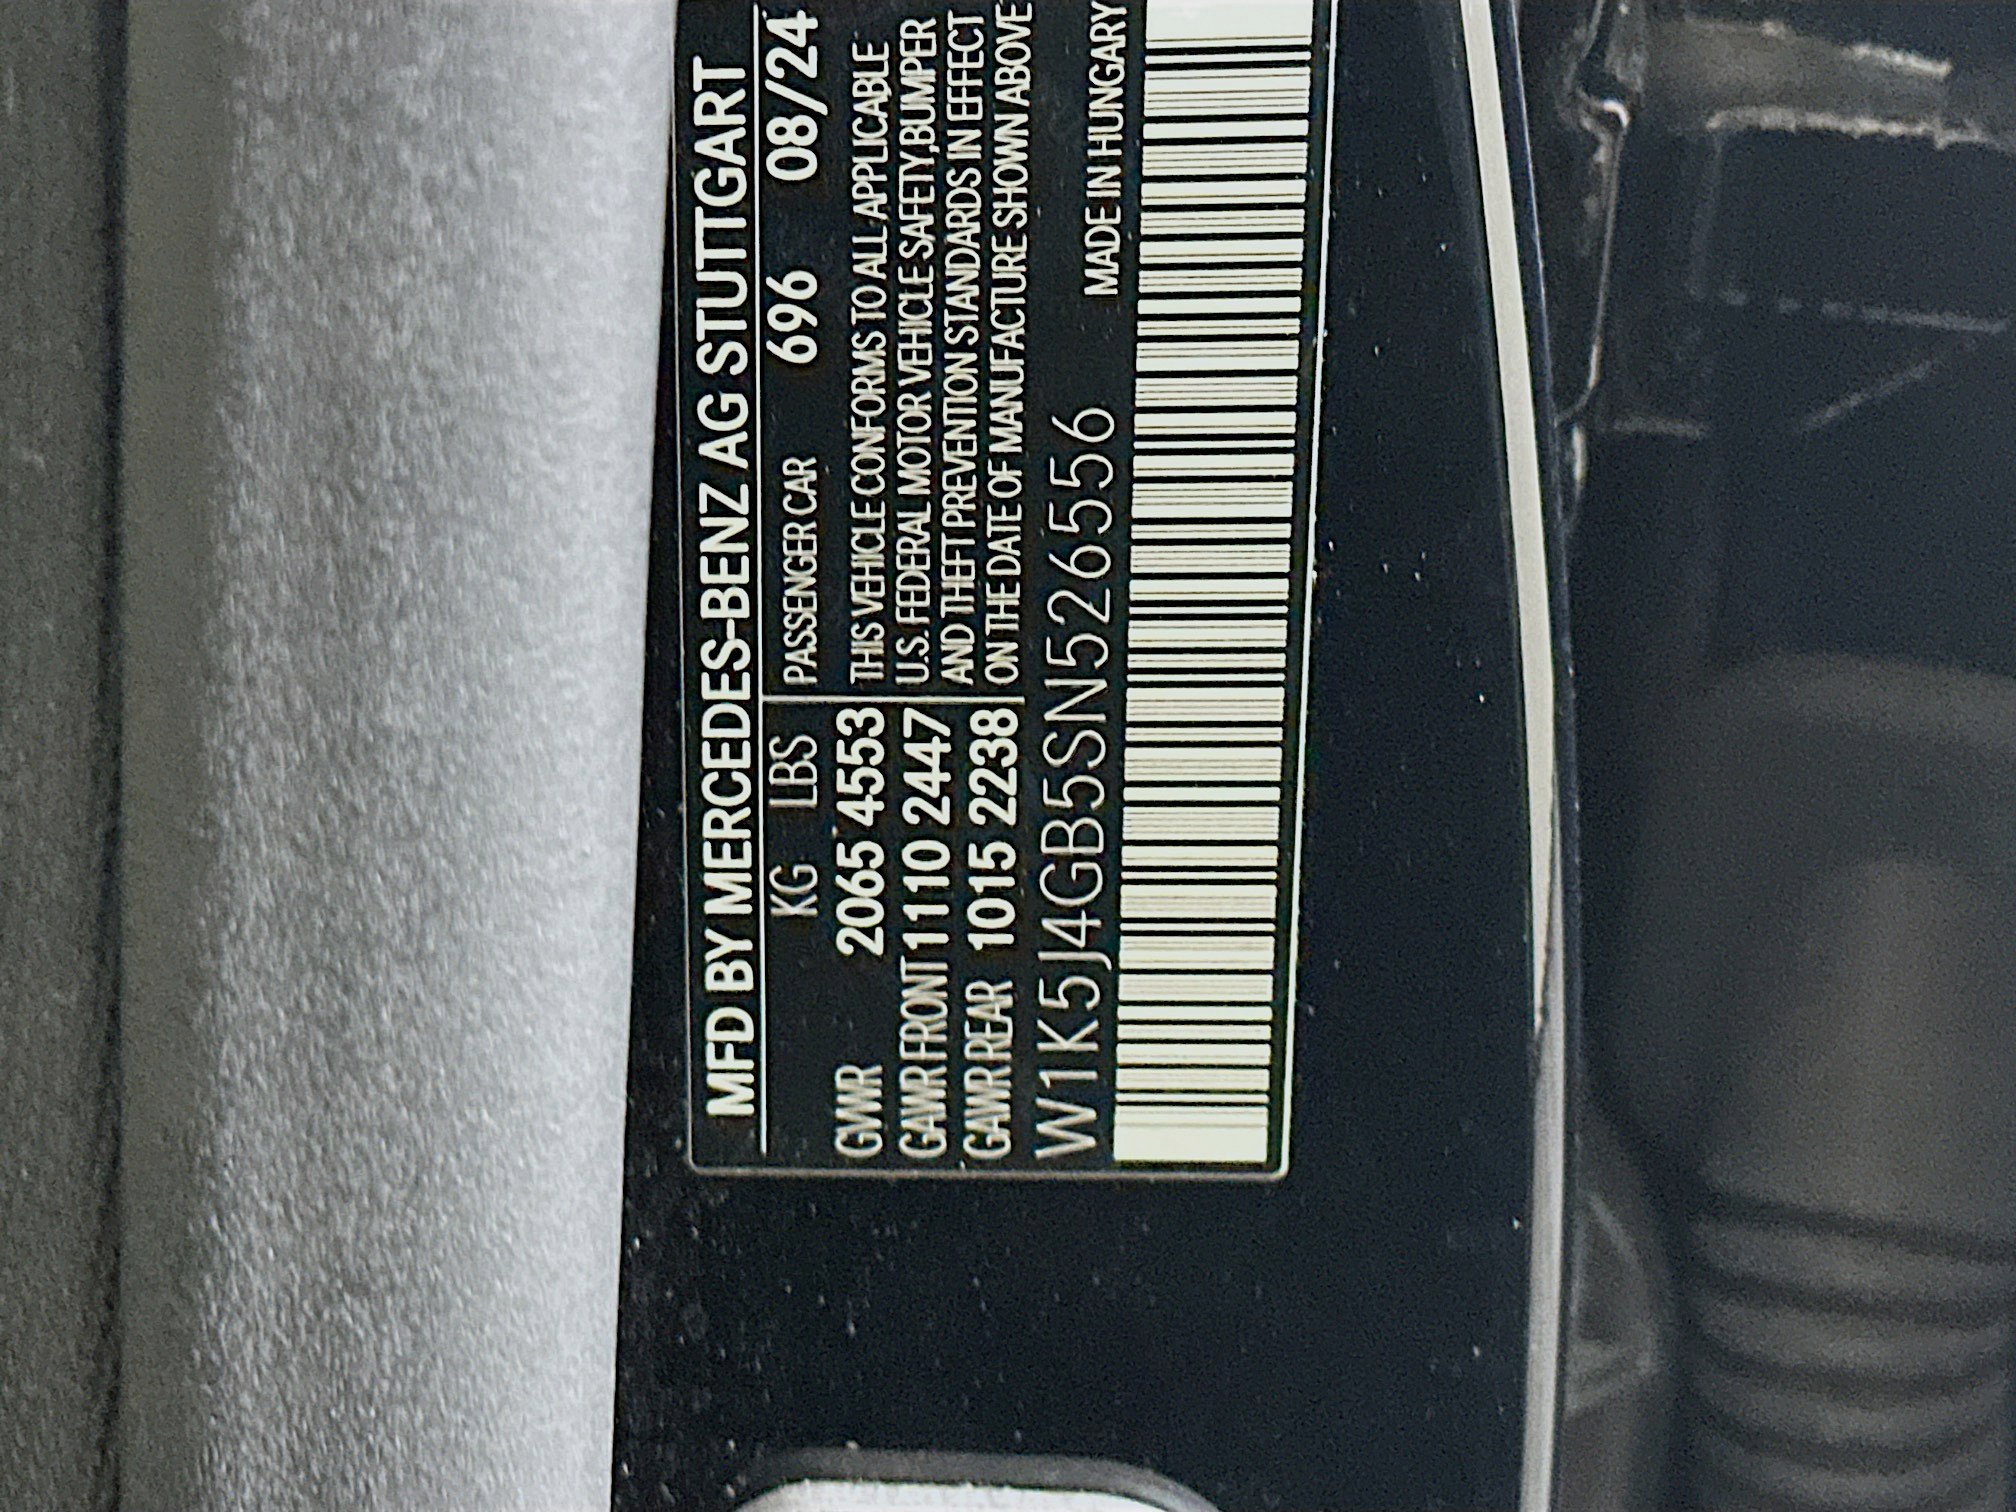 MFD BY MERCEDES-BENZ AG STUTTGART
KG LBS PASSENGER CAR 696 08/24
GVWR 2065 4553 THIS VEHICLE CONFORMS TO ALL APPLICABLE
GAWR FRONT 1110 2447 U.S. FEDERAL MOTOR VEHICLE SAFETY,BUMPER
GAWR REAR 1015 2238 AND THEFT PREVENTION STANDARDS IN EFFECT
ON THE DATE OF MANUFACTURE SHOWN ABOVE
W1K5J4GB5SN526556 MADE IN HUNGARY